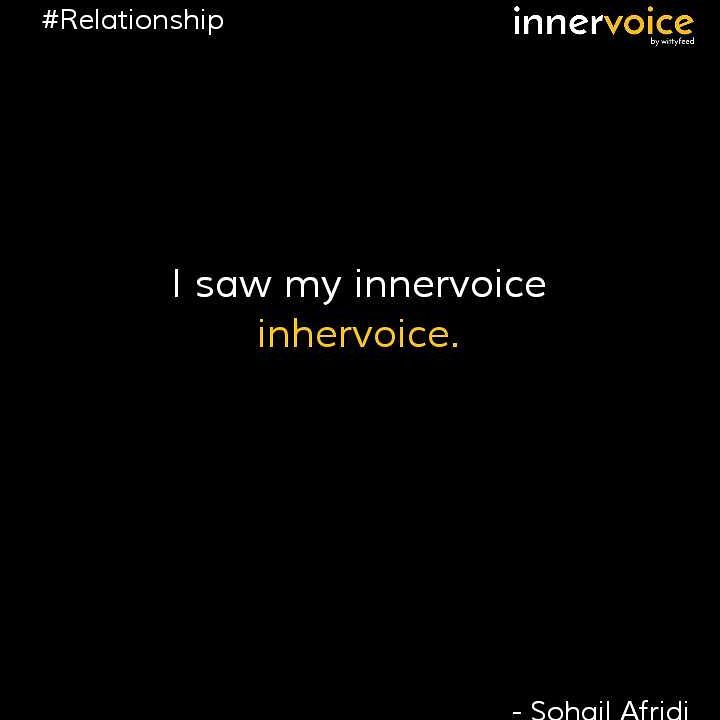 #Relationship
innervoice
by wittyfeed
I saw my innervoice
inhervoice.
- Sohail Afridi